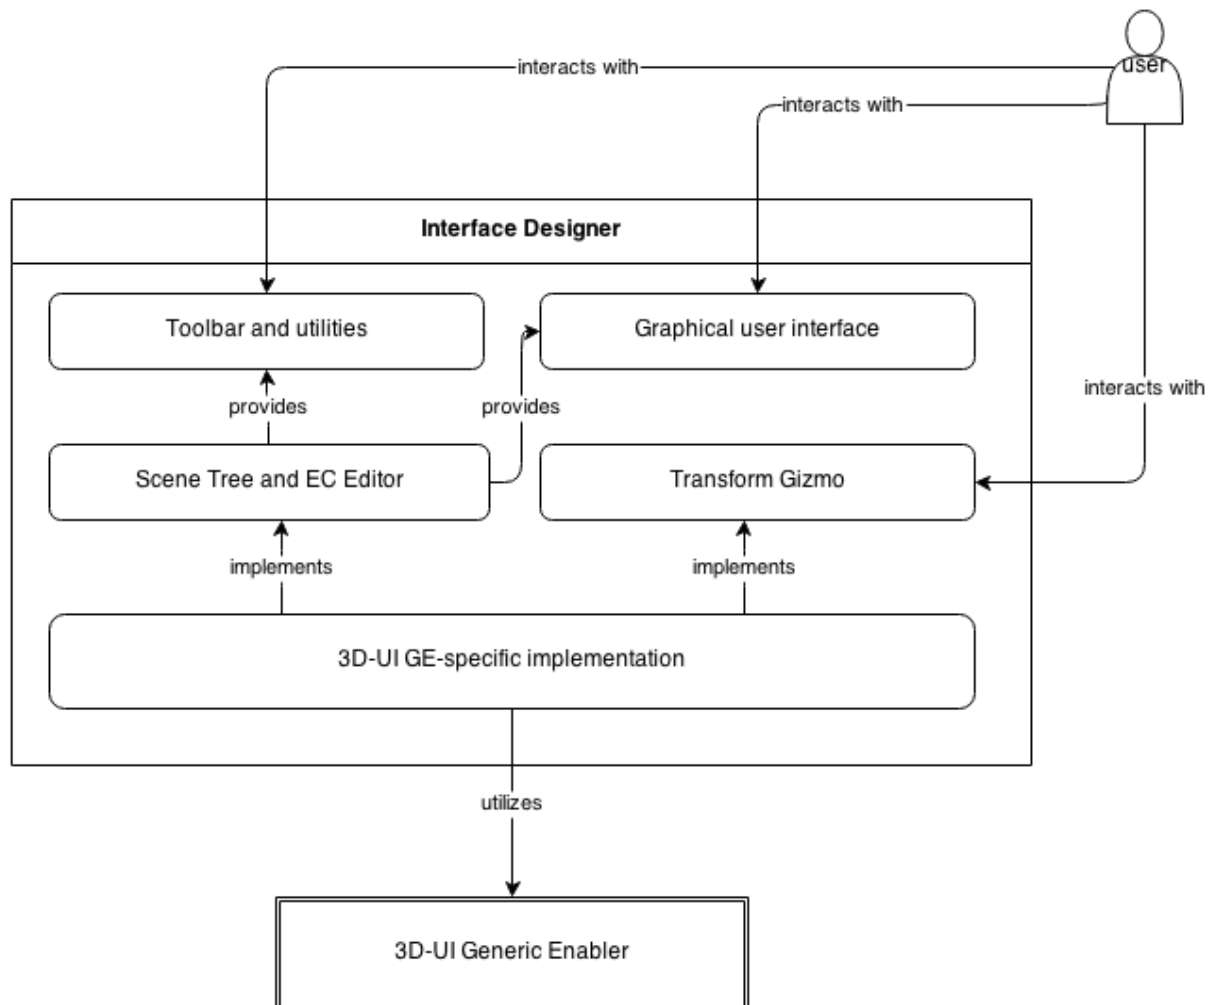 user
interacts with
interacts with
Interface Designer
Toolbar and utilities
Graphical user interface
provides
provides
interacts with
Scene Tree and EC Editor
Transform Gizmo
implements
implements
3D-UI GE-specific implementation
utilizes
3D-UI Generic Enabler